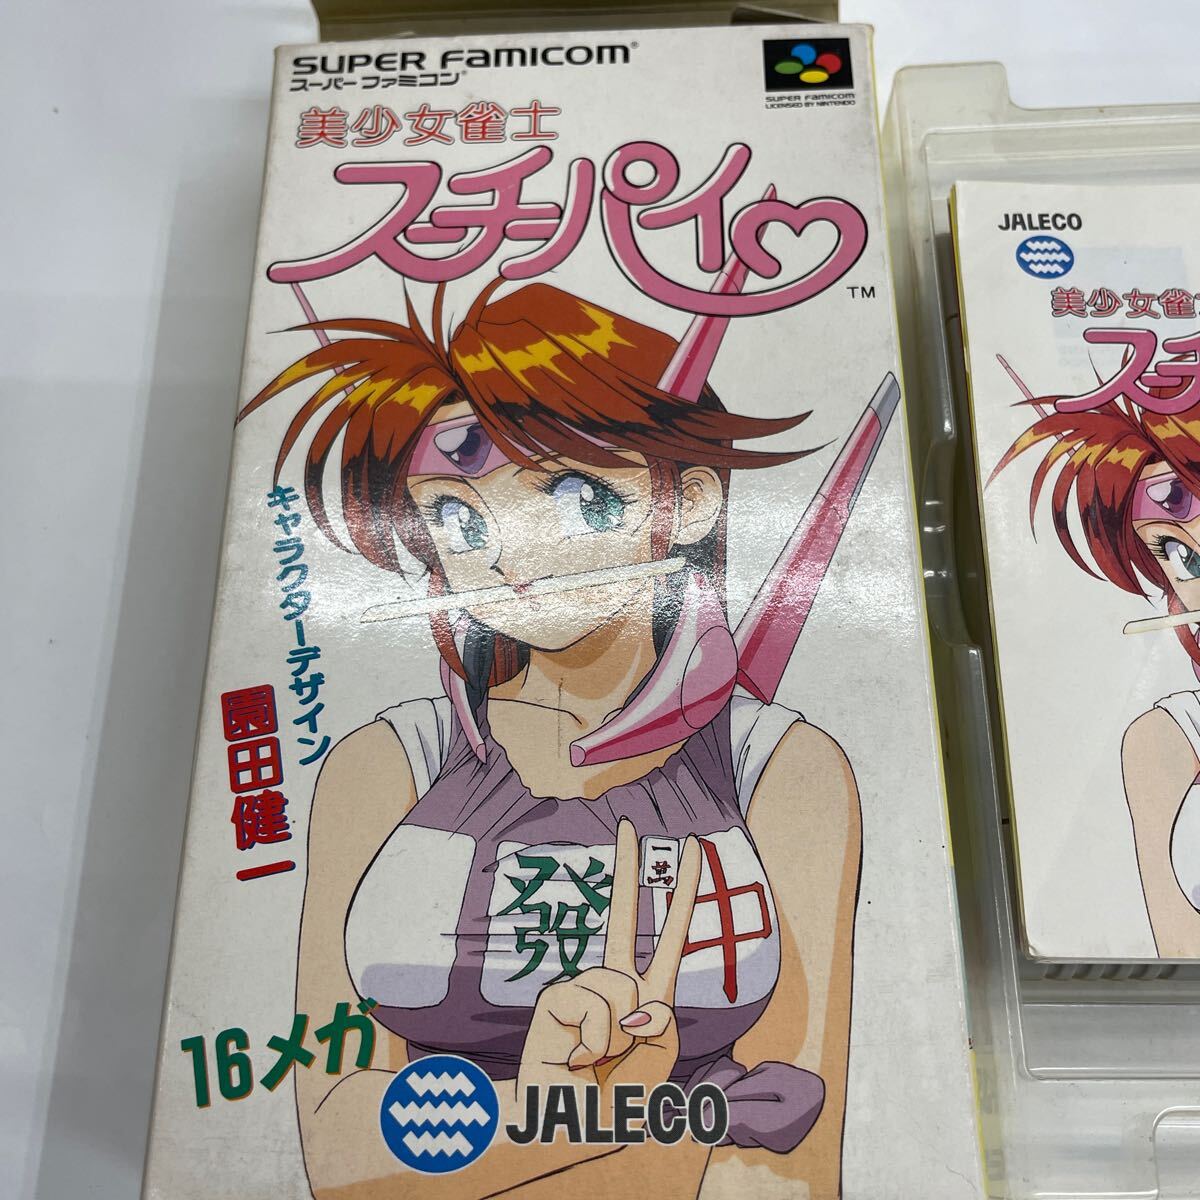 SUPER Famicom®
スーパーファミコン®
SUPER Famicom
LICENSED BY NINTENDO
美少女雀士
スーチーパイ
TM
キャラクターデザイン
園田健一
發
一萬
中
16メガ
JALECO
JALECO
美少女雀
スーチ